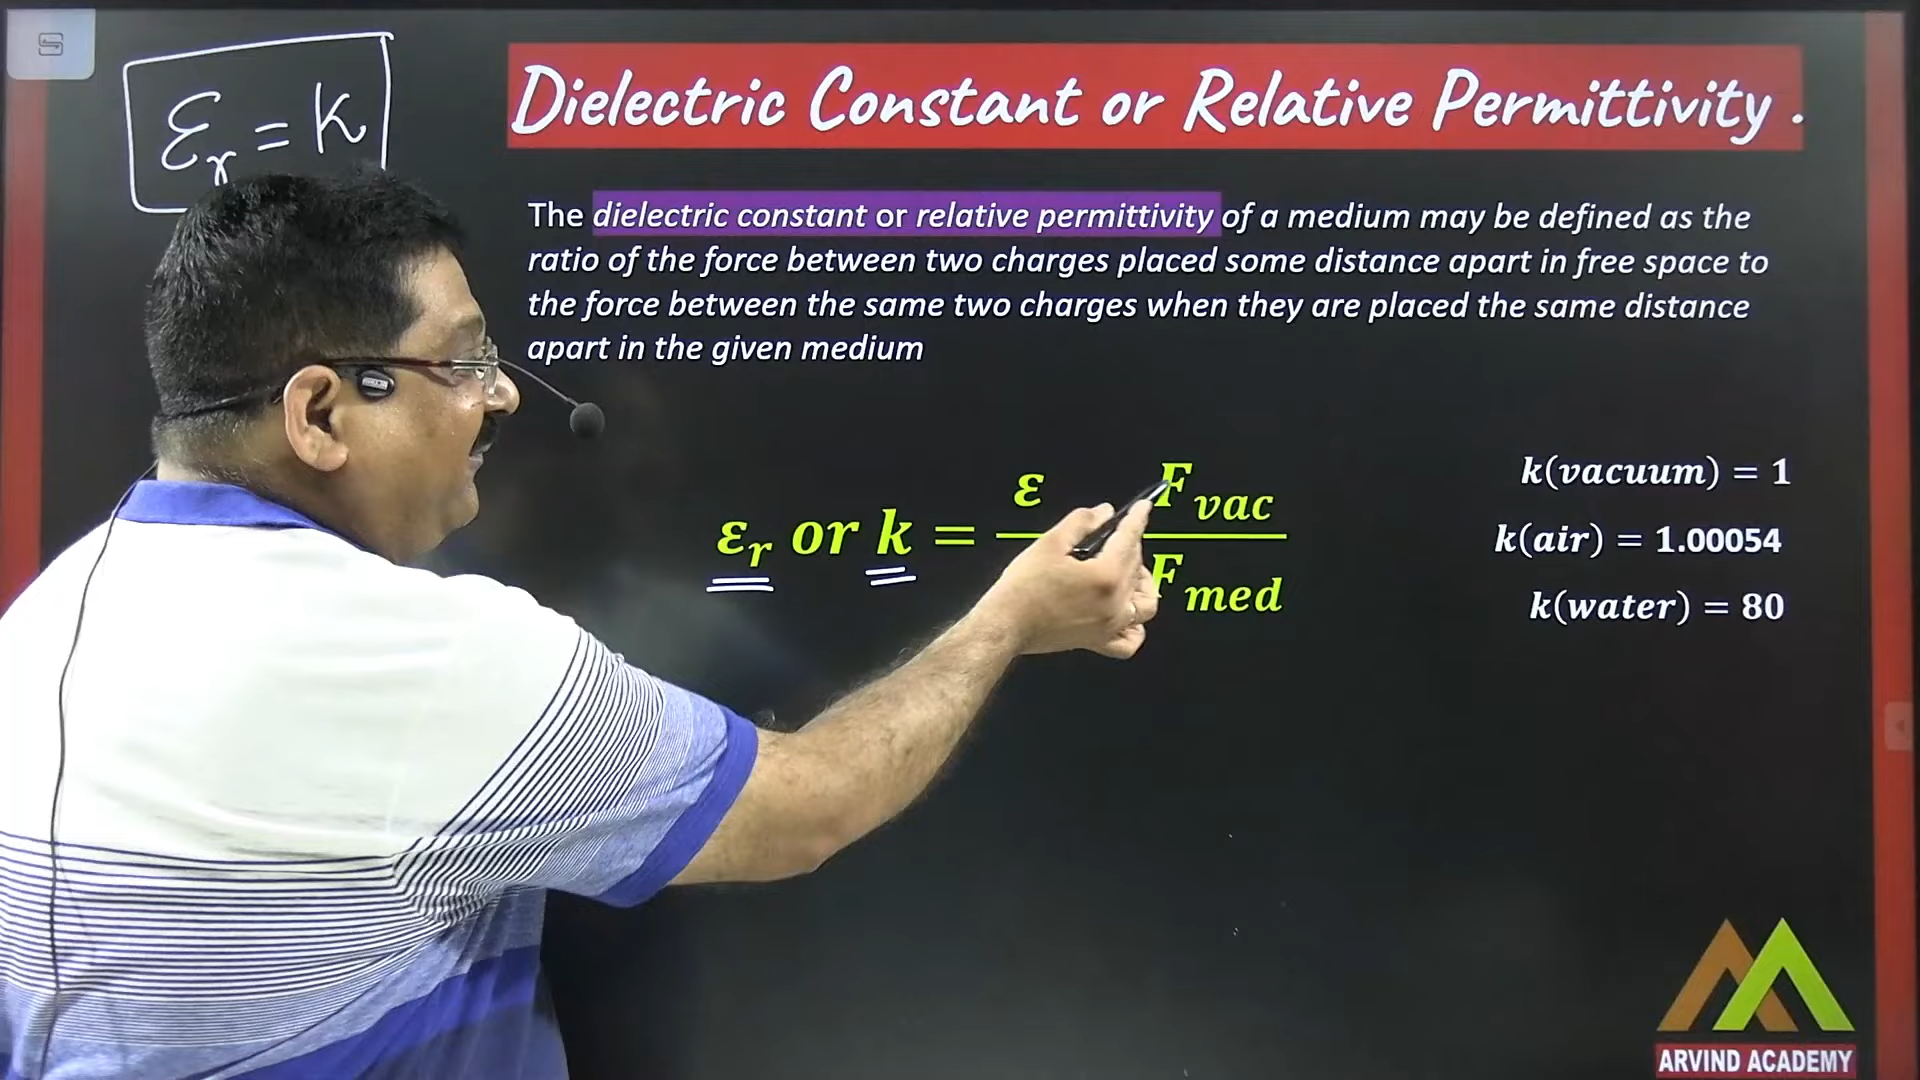 εᵣ = k
Dielectric Constant or Relative Permittivity .
The dielectric constant or relative permittivity of a medium may be defined as the
ratio of the force between two charges placed some distance apart in free space to
the force between the same two charges when they are placed the same distance
apart in the given medium
ε F vac
εᵣ or k =
F med
k(vacuum) = 1
k(air) = 1.00054
k(water) = 80
ARVIND ACADEMY